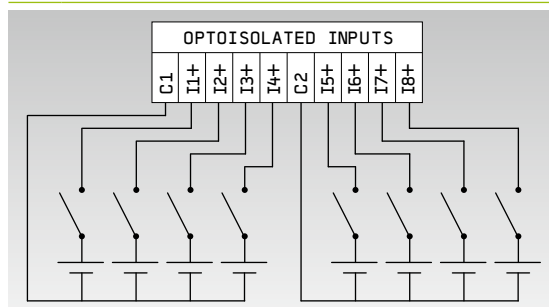 OPTOISOLATED INPUTS
C1
I1+
I2+
I3+
I4+
C2
I5+
I6+
I7+
I8+